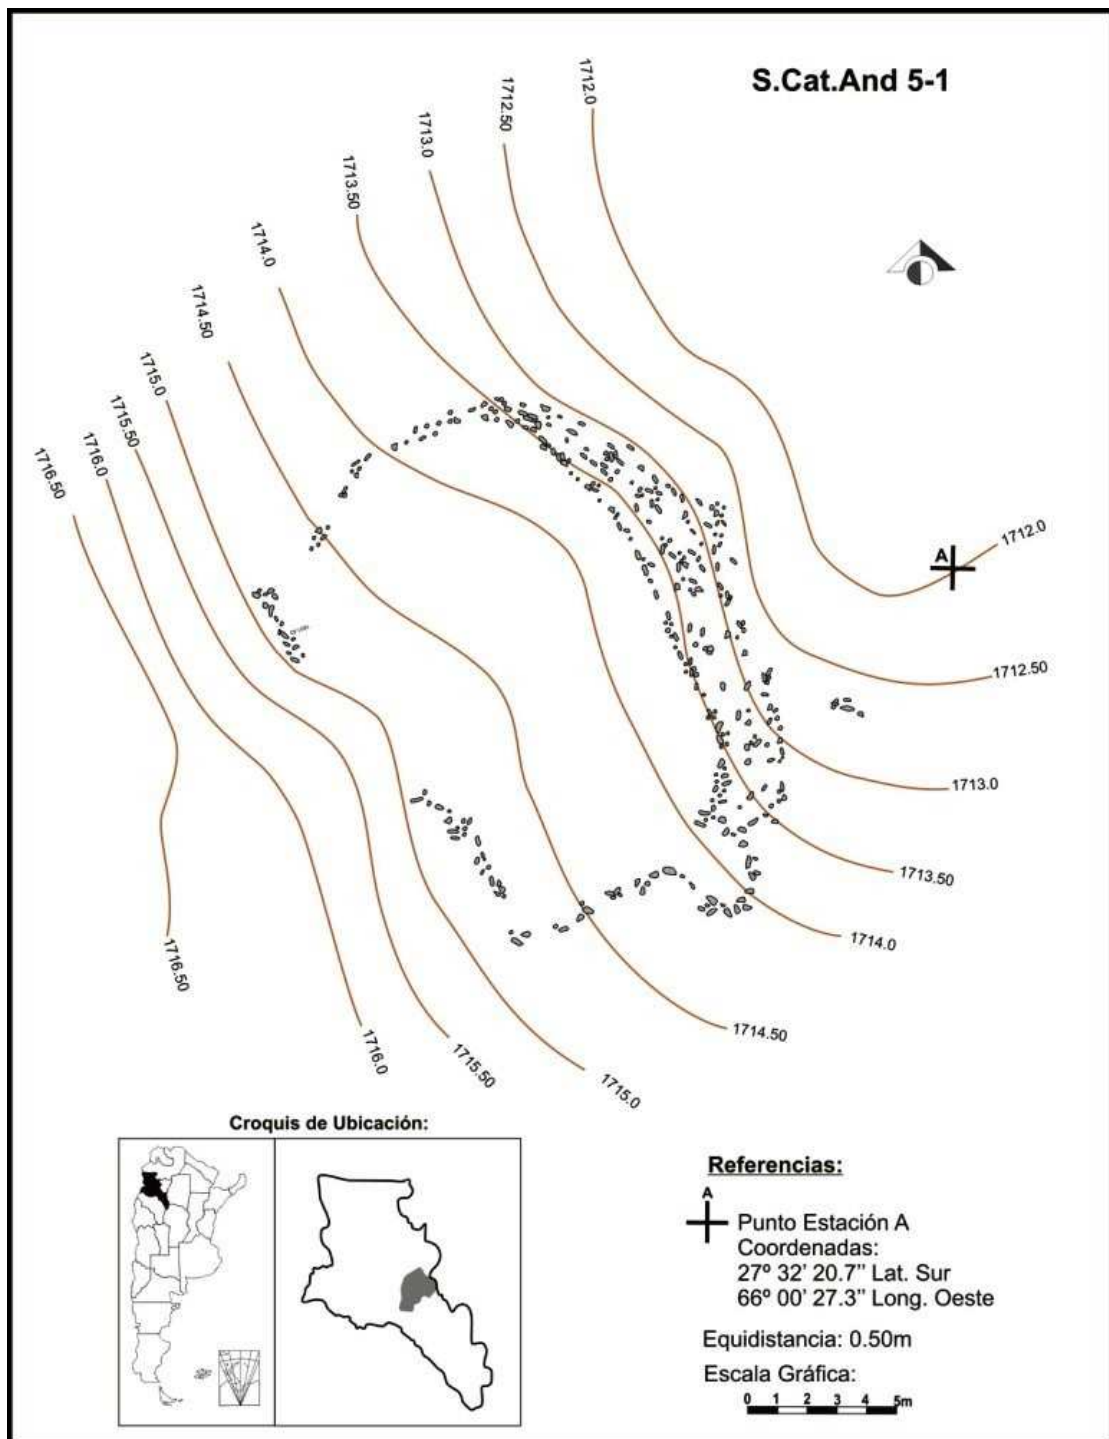 S.Cat.And 5-1
1712.0
1712.50
1713.0
1713.50
1714.0
1714.50
1715.0
1715.50
1716.0
1716.50
A
1712.0
1712.50
1713.0
1713.50
1714.0
1714.50
1715.0
1715.50
1716.0
1716.50
Croquis de Ubicación:
Referencias:
A
Punto Estación A
Coordenadas:
27º 32’ 20.7” Lat. Sur
66º 00’ 27.3” Long. Oeste
Equidistancia: 0.50m
Escala Gráfica:
0 1 2 3 4 5m